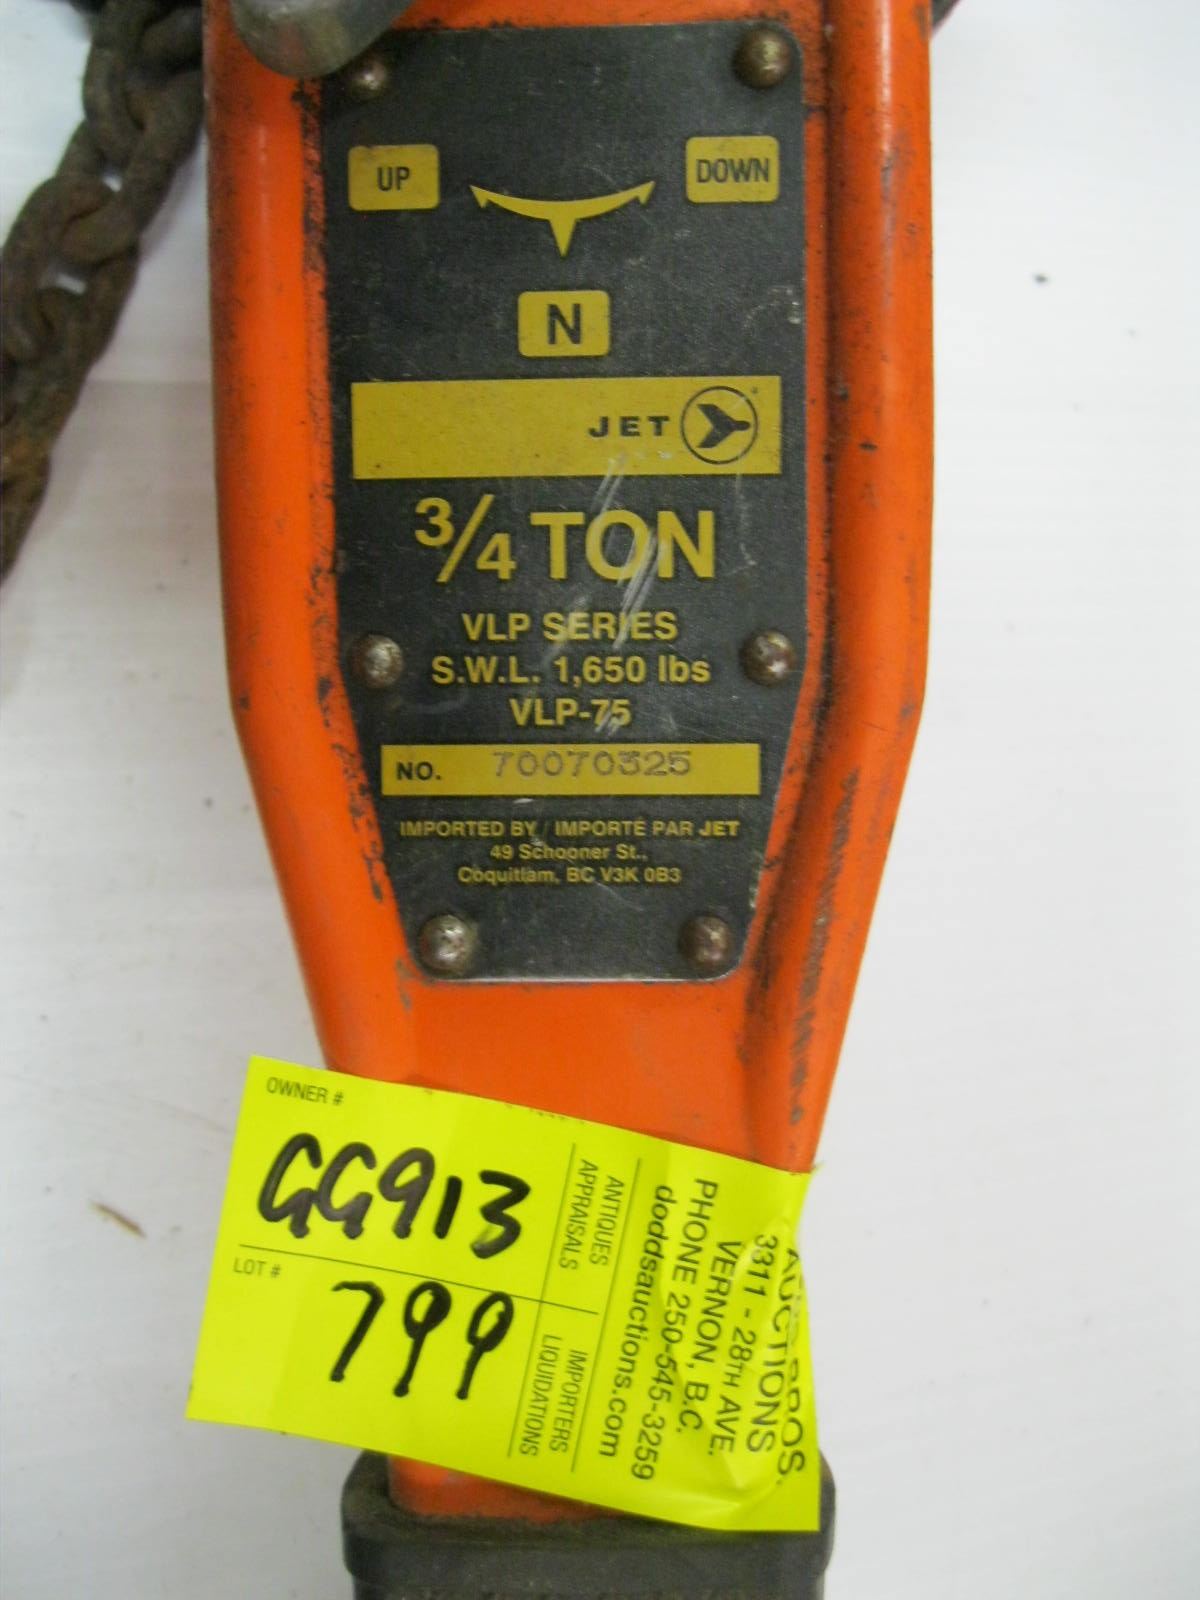 UP
DOWN
N
JET
3/4 TON
VLP SERIES
S.W.L. 1,650 lbs
VLP-75
NO. 70070325
IMPORTED BY / IMPORTÉ PAR JET
49 Schooner St.,
Coquitlam, BC V3K 0B3
OWNER #
GG913
LOT #
799
ANTIQUES
APPRAISALS
IMPORTERS
LIQUIDATIONS
AUCTIONS
3311 - 28TH AVE.
VERNON, B.C.
PHONE 250-545-3259
doddsauctions.com